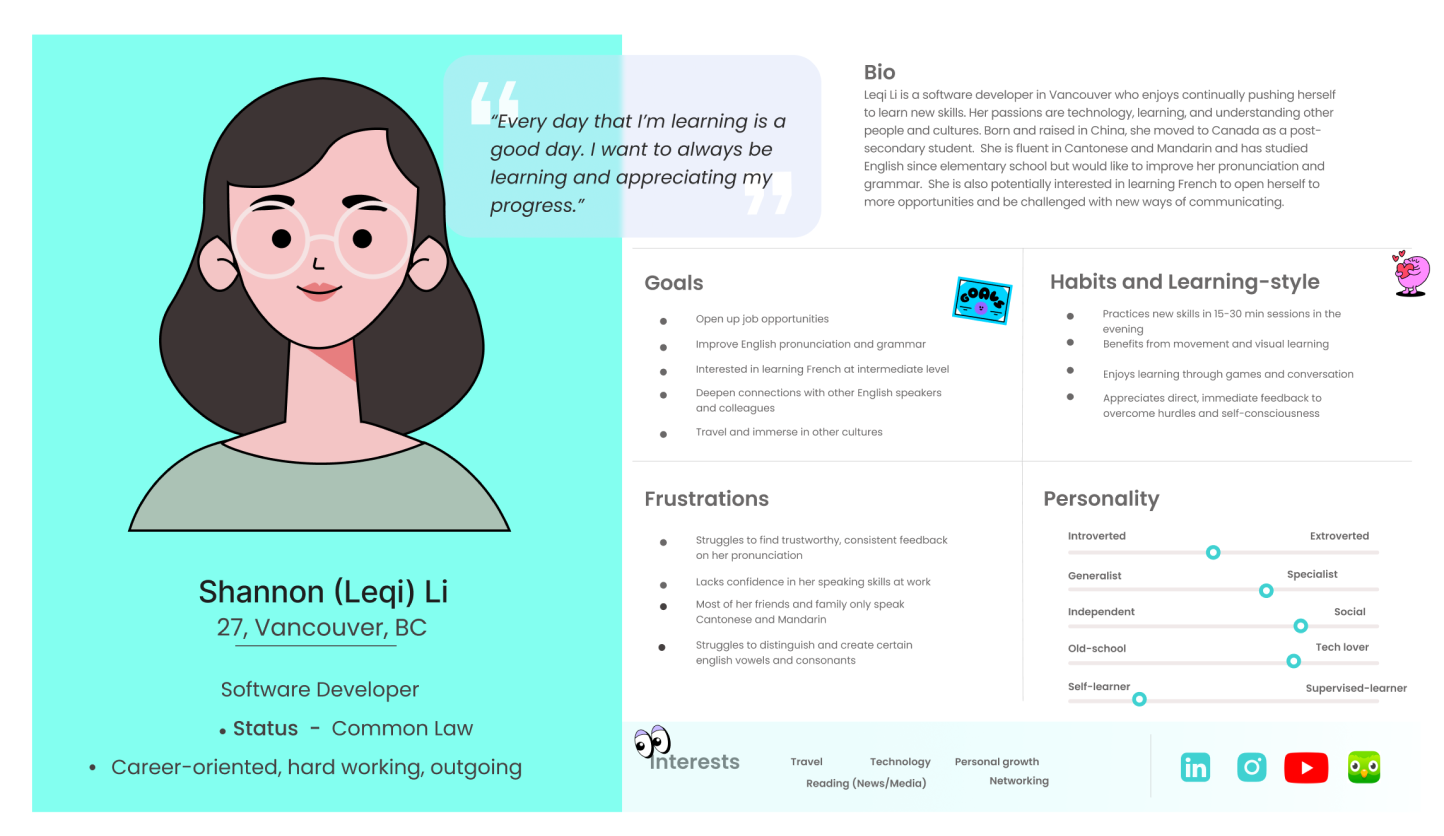 “Every day that I’m learning is a
good day. I want to always be
learning and appreciating my
progress.”
Shannon (Leqi) Li
27, Vancouver, BC
Software Developer
• Status - Common Law
• Career-oriented, hard working, outgoing
Bio
Leqi Li is a software developer in Vancouver who enjoys continually pushing herself
to learn new skills. Her passions are technology, learning, and understanding other
people and cultures. Born and raised in China, she moved to Canada as a post-
secondary student. She is fluent in Cantonese and Mandarin and has studied
English since elementary school but would like to improve her pronunciation and
grammar. She is also potentially interested in learning French to open herself to
more opportunities and be challenged with new ways of communicating.
Goals
GOALS
• Open up job opportunities
• Improve English pronunciation and grammar
• Interested in learning French at intermediate level
• Deepen connections with other English speakers
and colleagues
• Travel and immerse in other cultures
Habits and Learning-style
• Practices new skills in 15-30 min sessions in the
evening
• Benefits from movement and visual learning
• Enjoys learning through games and conversation
• Appreciates direct, immediate feedback to
overcome hurdles and self-consciousness
Frustrations
• Struggles to find trustworthy, consistent feedback
on her pronunciation
• Lacks confidence in her speaking skills at work
• Most of her friends and family only speak
Cantonese and Mandarin
• Struggles to distinguish and create certain
english vowels and consonants
Personality
Introverted Extroverted
Generalist Specialist
Independent Social
Old-school Tech lover
Self-learner Supervised-learner
Interests
Travel Technology Personal growth
Reading (News/Media) Networking
in